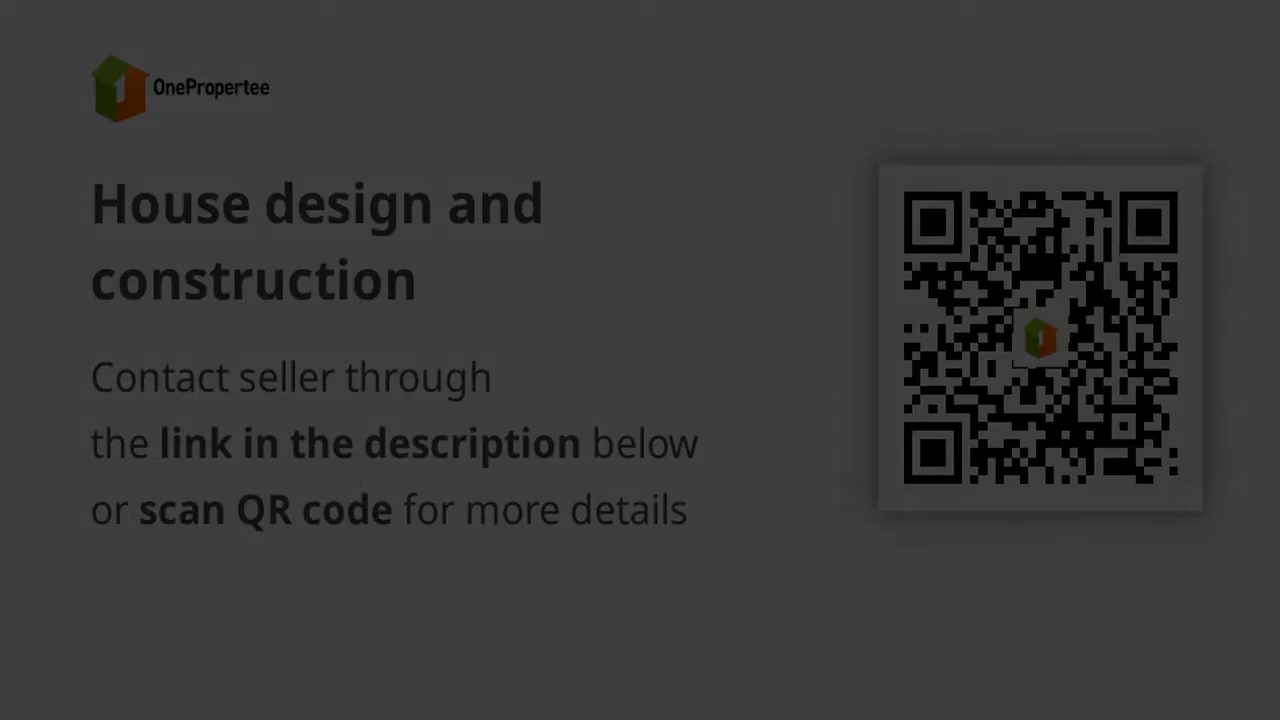 OnePropertee
House design and
construction
Contact seller through
the link in the description below
or scan QR code for more details